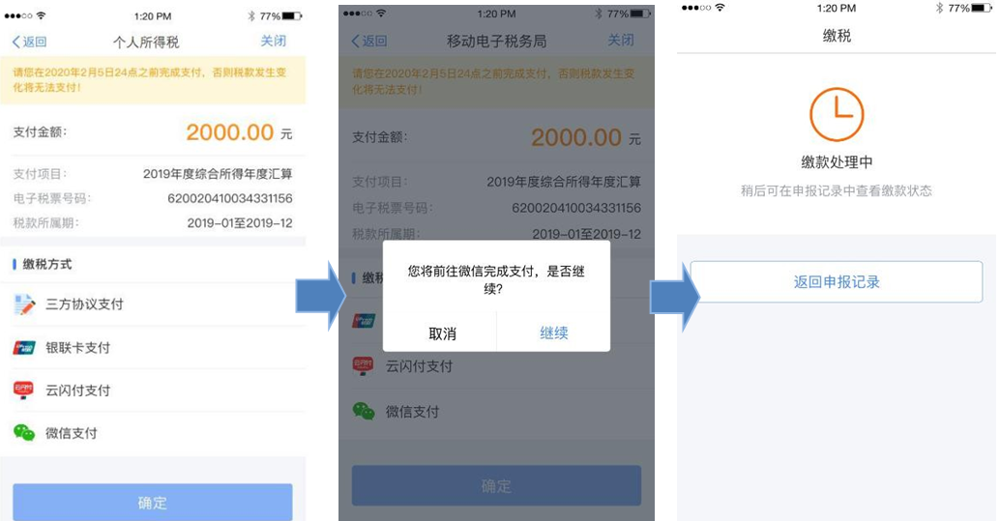 1:20 PM
77%
返回
个人所得税
关闭
请您在2020年2月5日24点之前完成支付，否则税款发生变
化将无法支付！
支付金额：
2000.00 元
支付项目：
2019年度综合所得年度汇算
电子税票号码：
620020410034331156
税款所属期：
2019-01至2019-12
缴税方式
三方协议支付
银联卡支付
云闪付支付
微信支付
确定
1:20 PM
77%
返回
移动电子税务局
关闭
请您在2020年2月5日24点之前完成支付，否则税款发生变
化将无法支付！
支付金额：
2000.00 元
支付项目：
2019年度综合所得年度汇算
电子税票号码：
620020410034331156
税款所属期：
2019-01至2019-12
缴
您将前往微信完成支付，是否继
续？
取消
继续
云闪付支付
微信支付
确定
1:20 PM
77%
缴税
缴款处理中
稍后可在申报记录中查看缴款状态
返回申报记录